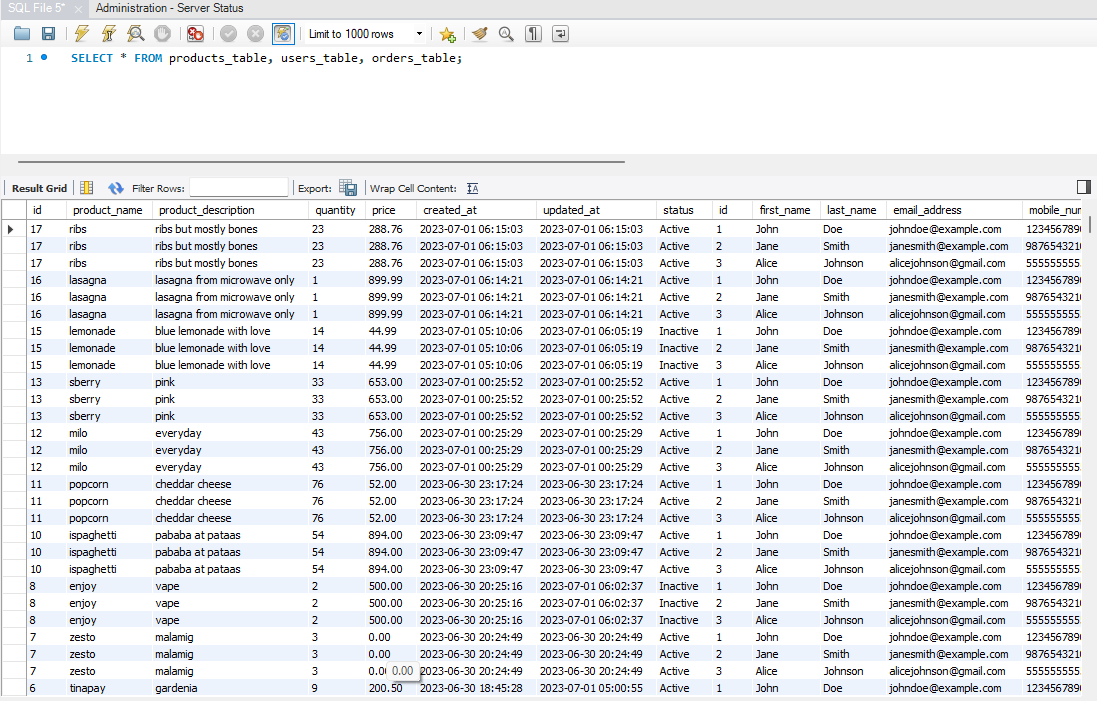 SQL File 5* × Administration - Server Status
Limit to 1000 rows
1 SELECT * FROM products_table, users_table, orders_table;
Result Grid Filter Rows: Export: Wrap Cell Content:
id product_name product_description quantity price created_at updated_at status id first_name last_name email_address mobile_num
17 ribs ribs but mostly bones 23 288.76 2023-07-01 06:15:03 2023-07-01 06:15:03 Active 1 John Doe johndoe@example.com 1234567890
17 ribs ribs but mostly bones 23 288.76 2023-07-01 06:15:03 2023-07-01 06:15:03 Active 2 Jane Smith janesmith@example.com 9876543210
17 ribs ribs but mostly bones 23 288.76 2023-07-01 06:15:03 2023-07-01 06:15:03 Active 3 Alice Johnson alicejohnson@gmail.com 555555555
16 lasagna lasagna from microwave only 1 899.99 2023-07-01 06:14:21 2023-07-01 06:14:21 Active 1 John Doe johndoe@example.com 1234567890
16 lasagna lasagna from microwave only 1 899.99 2023-07-01 06:14:21 2023-07-01 06:14:21 Active 2 Jane Smith janesmith@example.com 9876543210
16 lasagna lasagna from microwave only 1 899.99 2023-07-01 06:14:21 2023-07-01 06:14:21 Active 3 Alice Johnson alicejohnson@gmail.com 555555555
15 lemonade blue lemonade with love 14 44.99 2023-07-01 05:10:06 2023-07-01 06:05:19 Inactive 1 John Doe johndoe@example.com 1234567890
15 lemonade blue lemonade with love 14 44.99 2023-07-01 05:10:06 2023-07-01 06:05:19 Inactive 2 Jane Smith janesmith@example.com 9876543210
15 lemonade blue lemonade with love 14 44.99 2023-07-01 05:10:06 2023-07-01 06:05:19 Inactive 3 Alice Johnson alicejohnson@gmail.com 555555555
13 sberry pink 33 653.00 2023-07-01 00:25:52 2023-07-01 00:25:52 Active 1 John Doe johndoe@example.com 1234567890
13 sberry pink 33 653.00 2023-07-01 00:25:52 2023-07-01 00:25:52 Active 2 Jane Smith janesmith@example.com 9876543210
13 sberry pink 33 653.00 2023-07-01 00:25:52 2023-07-01 00:25:52 Active 3 Alice Johnson alicejohnson@gmail.com 555555555
12 milo everyday 43 756.00 2023-07-01 00:25:29 2023-07-01 00:25:29 Active 1 John Doe johndoe@example.com 1234567890
12 milo everyday 43 756.00 2023-07-01 00:25:29 2023-07-01 00:25:29 Active 2 Jane Smith janesmith@example.com 9876543210
12 milo everyday 43 756.00 2023-07-01 00:25:29 2023-07-01 00:25:29 Active 3 Alice Johnson alicejohnson@gmail.com 555555555
11 popcorn cheddar cheese 76 52.00 2023-06-30 23:17:24 2023-06-30 23:17:24 Active 1 John Doe johndoe@example.com 1234567890
11 popcorn cheddar cheese 76 52.00 2023-06-30 23:17:24 2023-06-30 23:17:24 Active 2 Jane Smith janesmith@example.com 9876543210
11 popcorn cheddar cheese 76 52.00 2023-06-30 23:17:24 2023-06-30 23:17:24 Active 3 Alice Johnson alicejohnson@gmail.com 555555555
10 ispaghetti pababa at pataas 54 894.00 2023-06-30 23:09:47 2023-06-30 23:09:47 Active 1 John Doe johndoe@example.com 1234567890
10 ispaghetti pababa at pataas 54 894.00 2023-06-30 23:09:47 2023-06-30 23:09:47 Active 2 Jane Smith janesmith@example.com 9876543210
10 ispaghetti pababa at pataas 54 894.00 2023-06-30 23:09:47 2023-06-30 23:09:47 Active 3 Alice Johnson alicejohnson@gmail.com 555555555
8 enjoy vape 2 500.00 2023-06-30 20:25:16 2023-07-01 06:02:37 Inactive 1 John Doe johndoe@example.com 1234567890
8 enjoy vape 2 500.00 2023-06-30 20:25:16 2023-07-01 06:02:37 Inactive 2 Jane Smith janesmith@example.com 9876543210
8 enjoy vape 2 500.00 2023-06-30 20:25:16 2023-07-01 06:02:37 Inactive 3 Alice Johnson alicejohnson@gmail.com 555555555
7 zesto malamig 3 0.00 2023-06-30 20:24:49 2023-06-30 20:24:49 Active 1 John Doe johndoe@example.com 1234567890
7 zesto malamig 3 0.00 2023-06-30 20:24:49 2023-06-30 20:24:49 Active 2 Jane Smith janesmith@example.com 9876543210
7 zesto malamig 3 0.0 0.00 2023-06-30 20:24:49 2023-06-30 20:24:49 Active 3 Alice Johnson alicejohnson@gmail.com 555555555
6 tinapay gardenia 9 200.50 2023-06-30 18:45:28 2023-07-01 05:00:55 Active 1 John Doe johndoe@example.com 1234567890